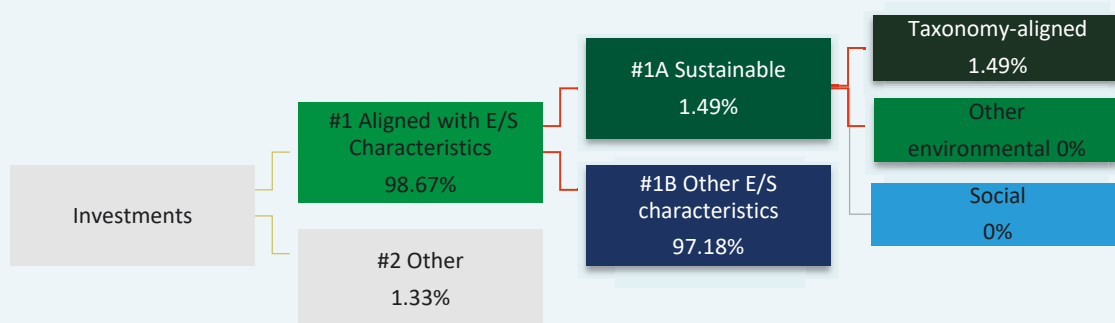 Investments
#1 Aligned with E/S
Characteristics
98.67%
#2 Other
1.33%
#1A Sustainable
1.49%
#1B Other E/S
characteristics
97.18%
Taxonomy-aligned
1.49%
Other
environmental 0%
Social
0%